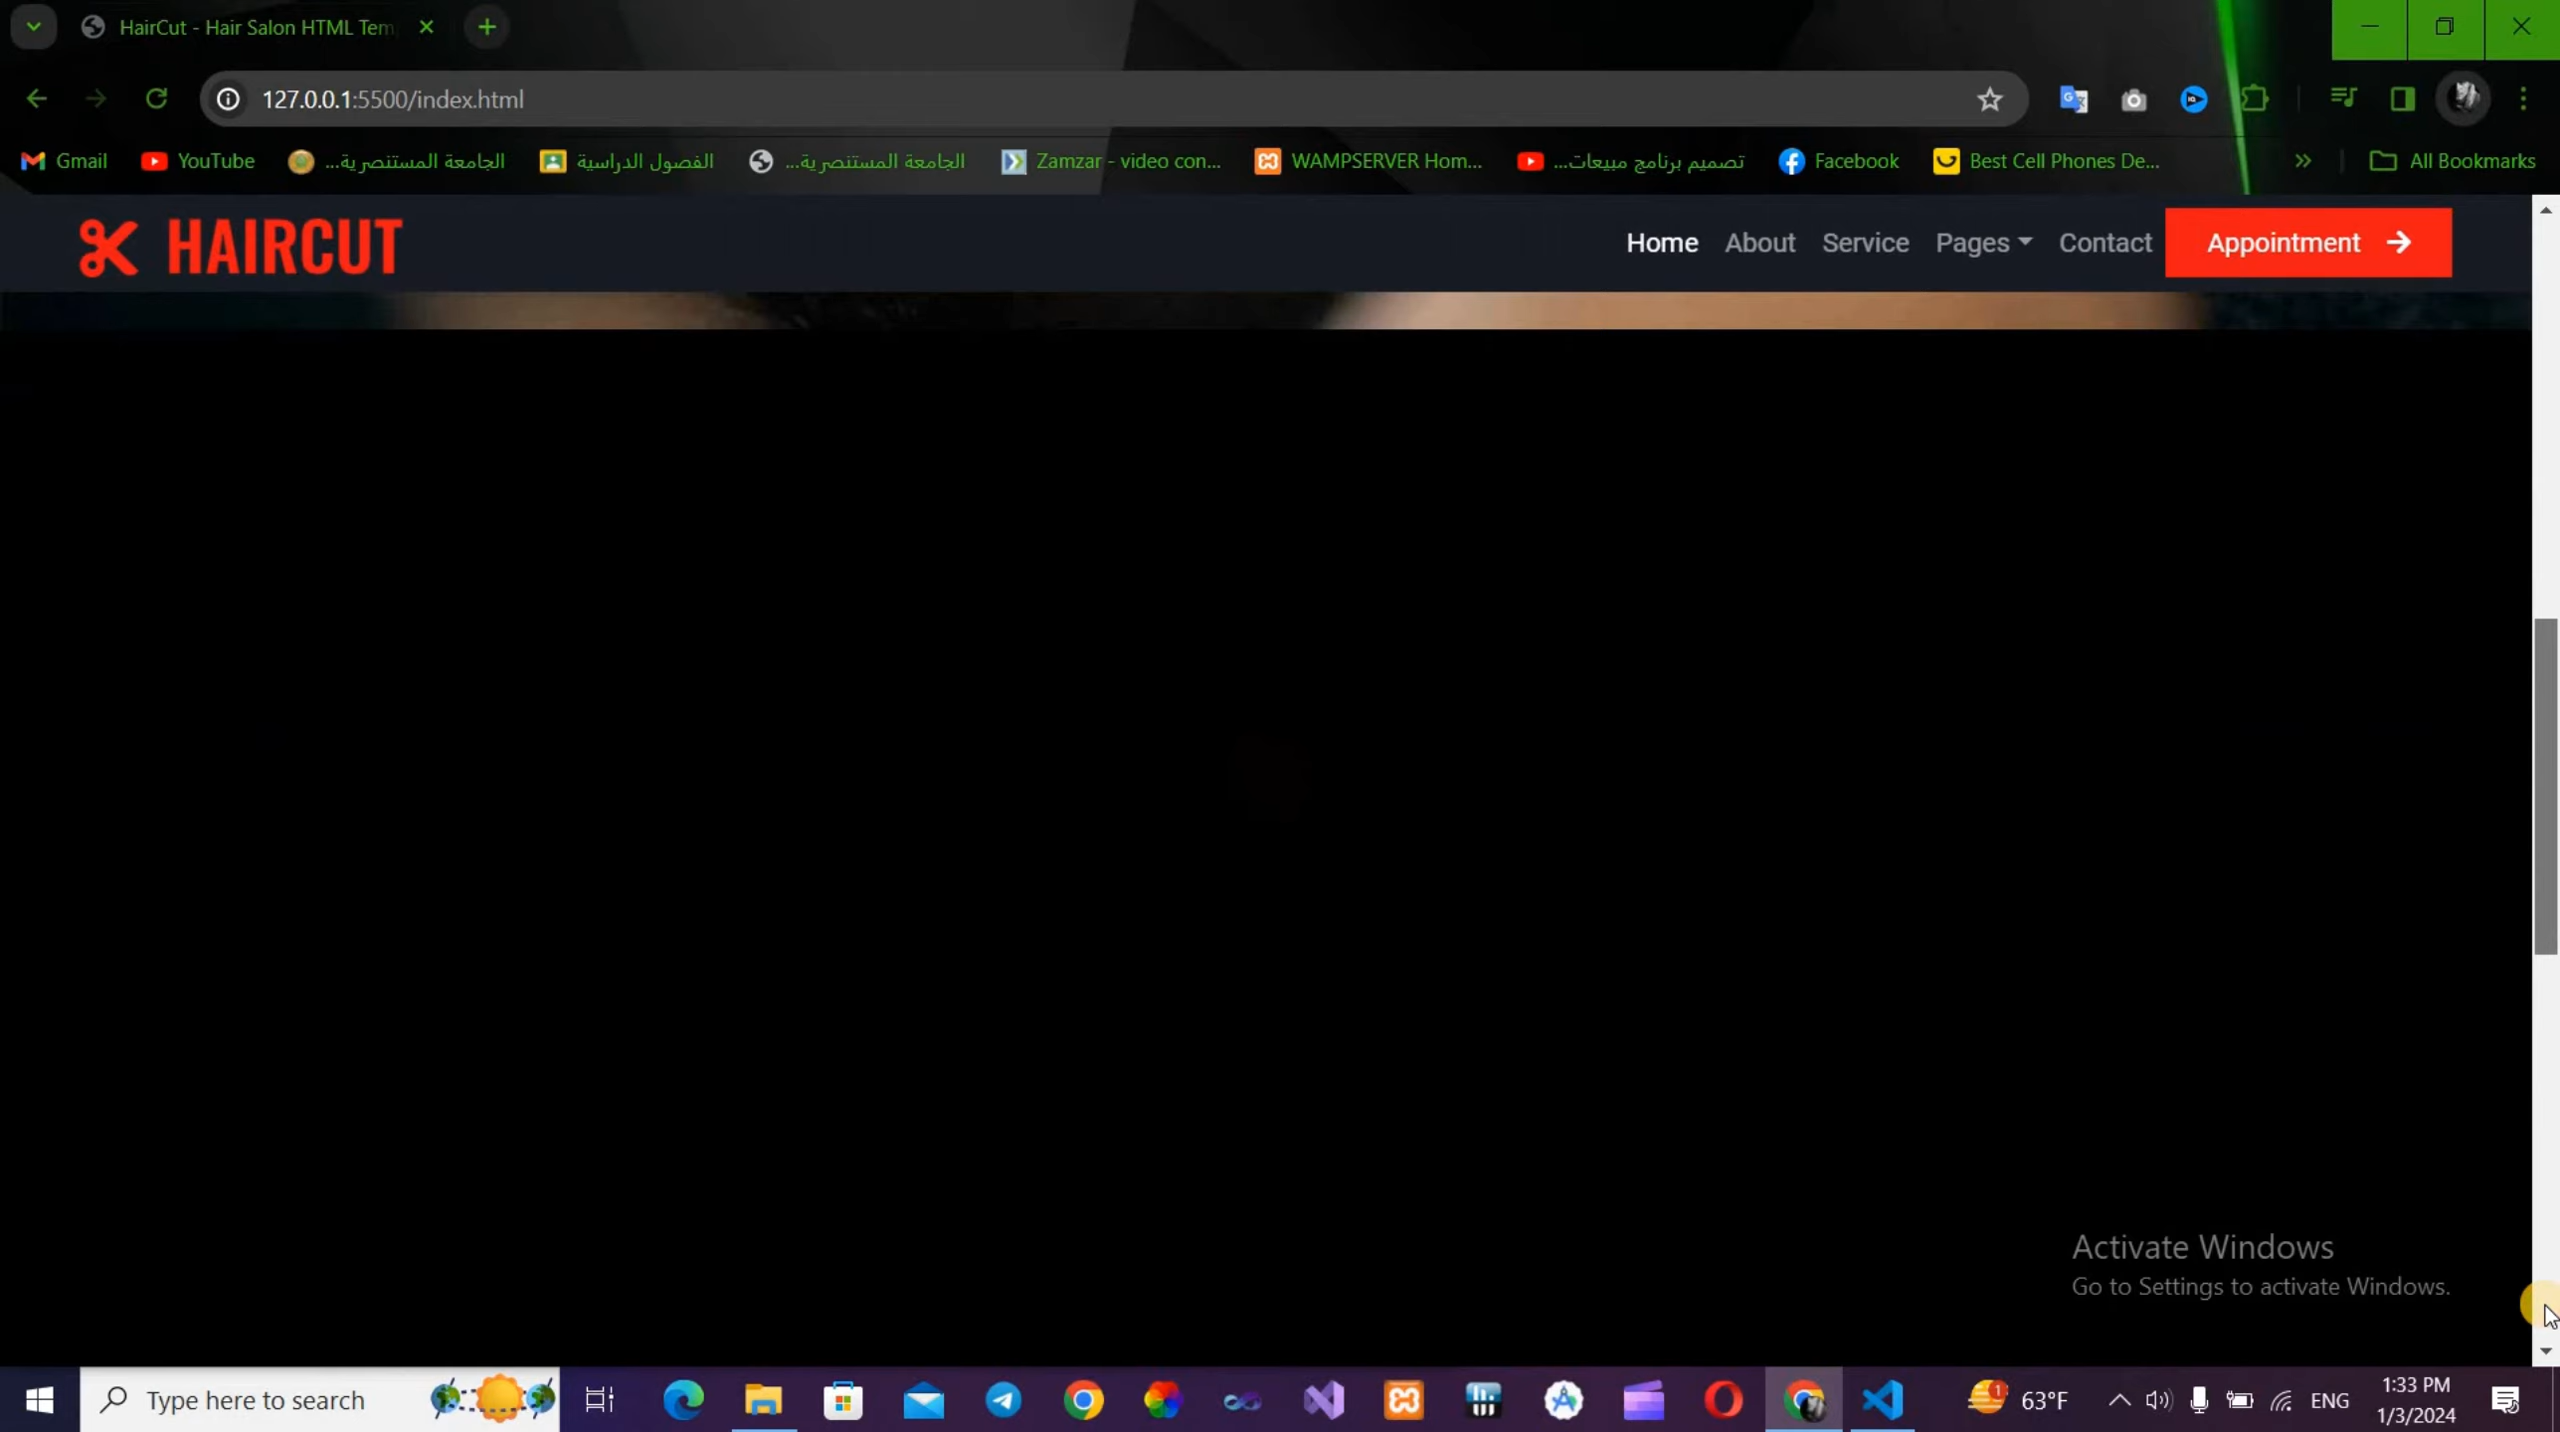 HairCut - Hair Salon HTML Tem
127.0.0.1:5500/index.html
Gmail
YouTube
الجامعة المستنصرية...
الفصول الدراسية
الجامعة المستنصرية...
Zamzar - video con...
WAMPSERVER Hom...
تصميم برنامج مبيعات...
Facebook
Best Cell Phones De...
All Bookmarks
HAIRCUT
Home
About
Service
Pages
Contact
Appointment
Activate Windows
Go to Settings to activate Windows.
Type here to search
1
63°F
ENG
1:33 PM
1/3/2024